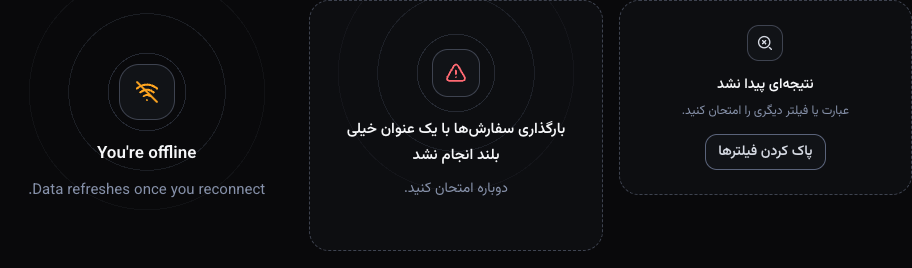 You're offline
.Data refreshes once you reconnect
بارگذاری سفارش‌ها با یک عنوان خیلی
بلند انجام نشد
دوباره امتحان کنید.
نتیجه‌ای پیدا نشد
عبارت یا فیلتر دیگری را امتحان کنید.
پاک کردن فیلترها